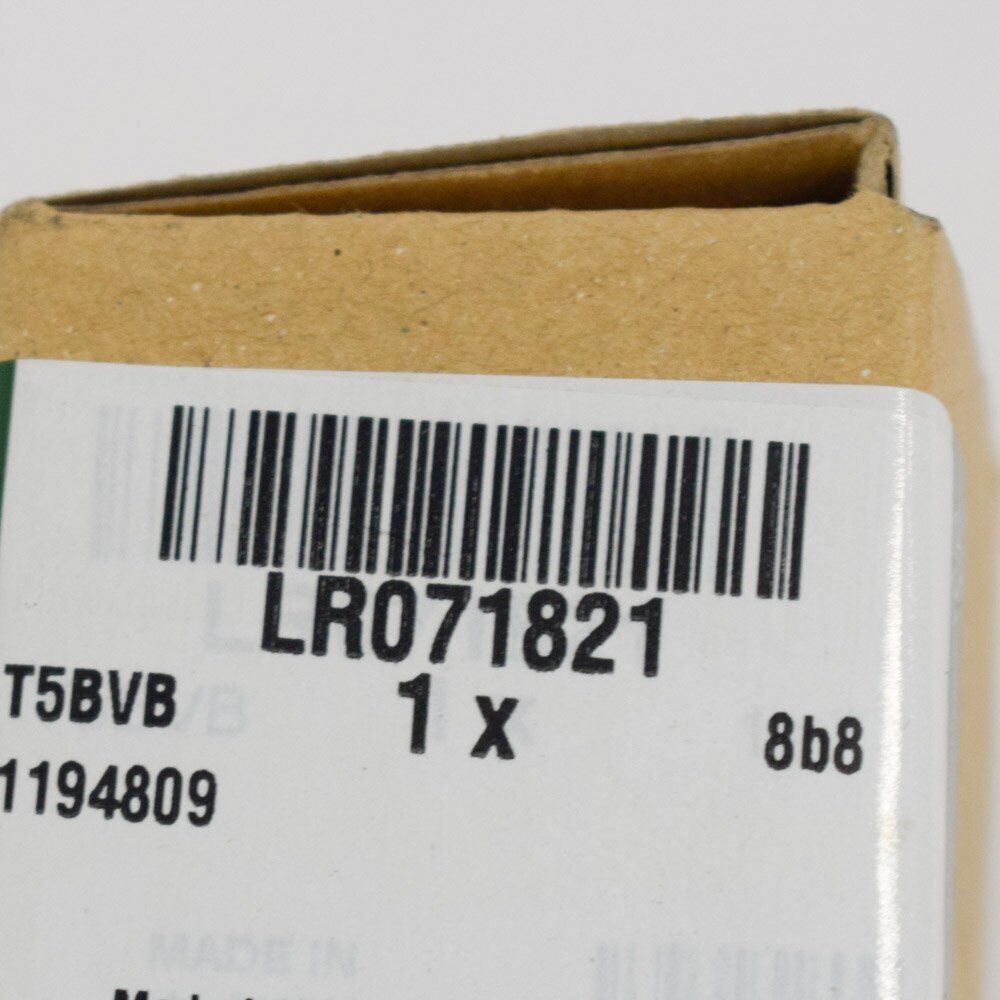 LR071821
T5BVB 1 x 8b8
1194809
MADE IN